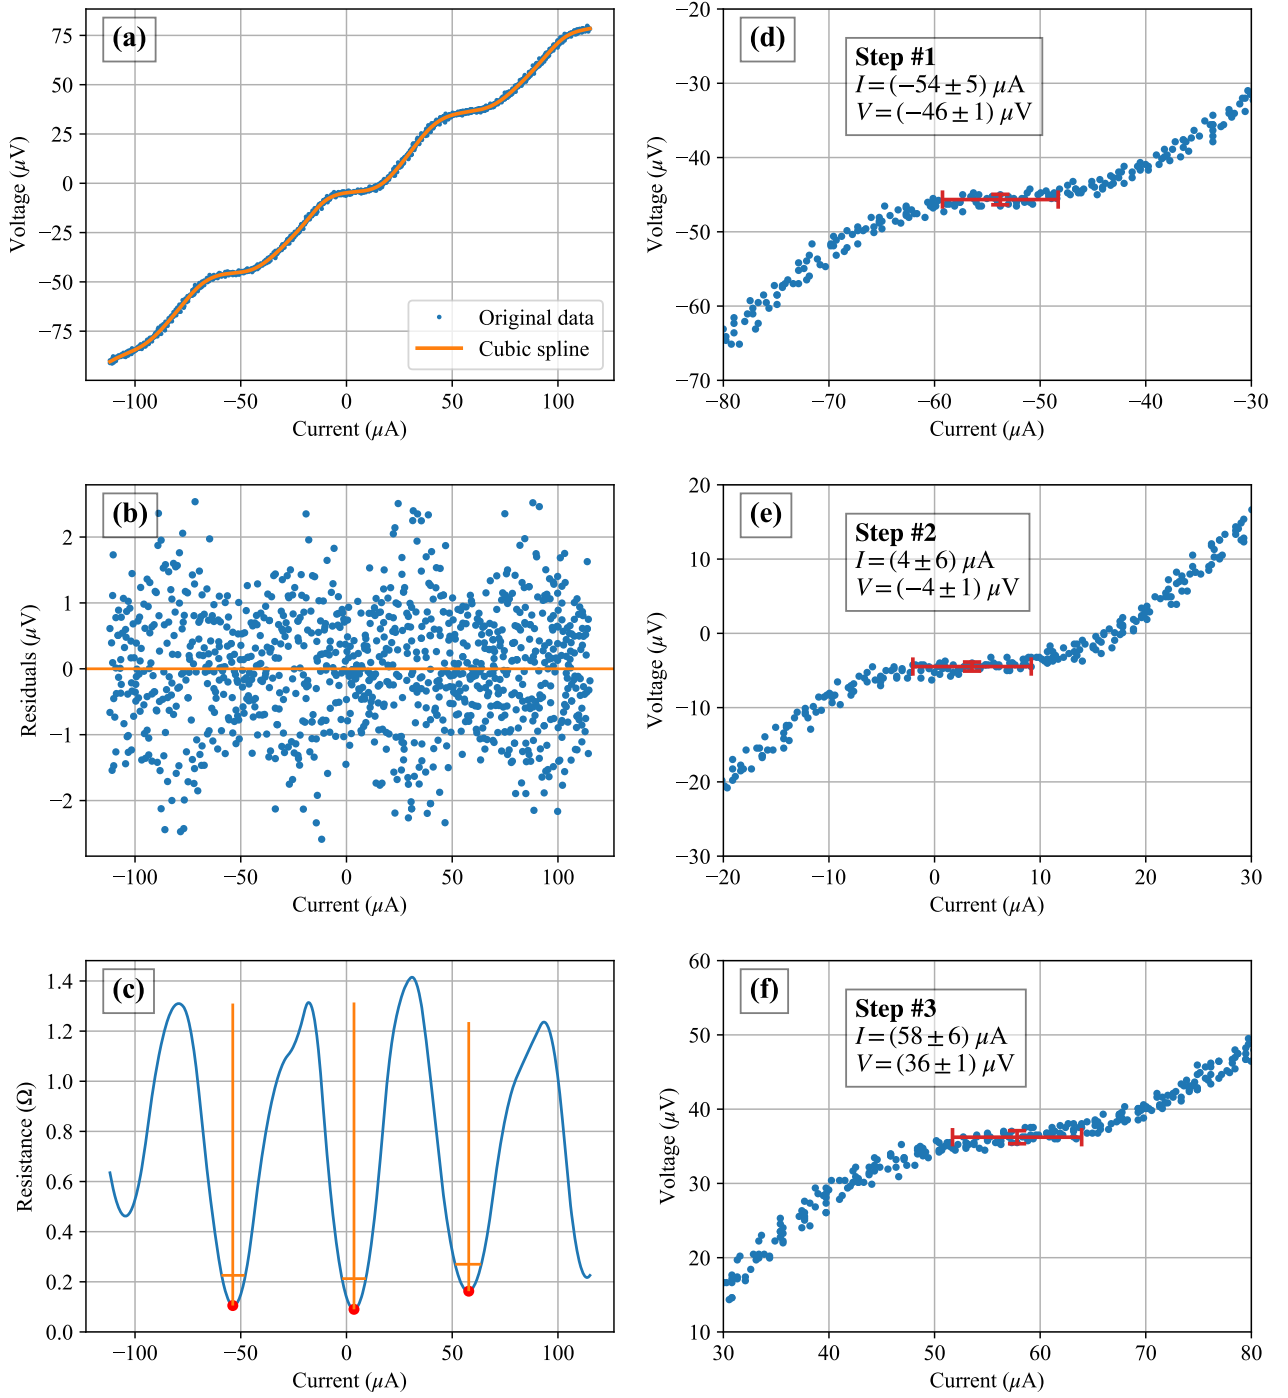 (a)
75
50
25
0
−25
−50
−75
Voltage (μV)
Original data
Cubic spline
−100 −50 0 50 100
Current (μA)
(d)
Step #1
I = (−54 ± 5) μA
V = (−46 ± 1) μV
−20
−30
−40
−50
−60
−70
Voltage (μV)
−80 −70 −60 −50 −40 −30
Current (μA)
(b)
2
1
0
−1
−2
Residuals (μV)
−100 −50 0 50 100
Current (μA)
(e)
Step #2
I = (4 ± 6) μA
V = (−4 ± 1) μV
20
10
0
−10
−20
−30
Voltage (μV)
−20 −10 0 10 20 30
Current (μA)
(c)
1.4
1.2
1.0
0.8
0.6
0.4
0.2
0.0
Resistance (Ω)
−100 −50 0 50 100
Current (μA)
(f)
Step #3
I = (58 ± 6) μA
V = (36 ± 1) μV
60
50
40
30
20
10
Voltage (μV)
30 40 50 60 70 80
Current (μA)